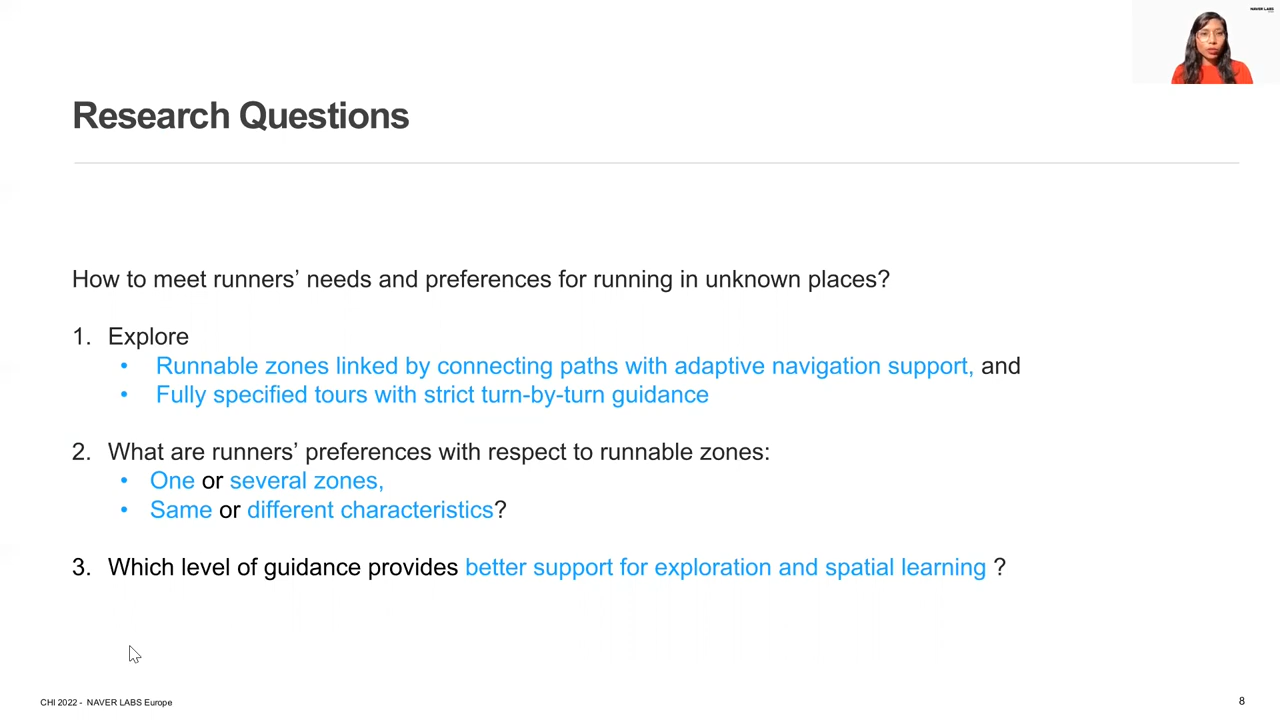 NAVER LABS
Research Questions
How to meet runners’ needs and preferences for running in unknown places?
1. Explore
• Runnable zones linked by connecting paths with adaptive navigation support, and
• Fully specified tours with strict turn-by-turn guidance
2. What are runners’ preferences with respect to runnable zones:
• One or several zones,
• Same or different characteristics?
3. Which level of guidance provides better support for exploration and spatial learning ?
CHI 2022 - NAVER LABS Europe
8